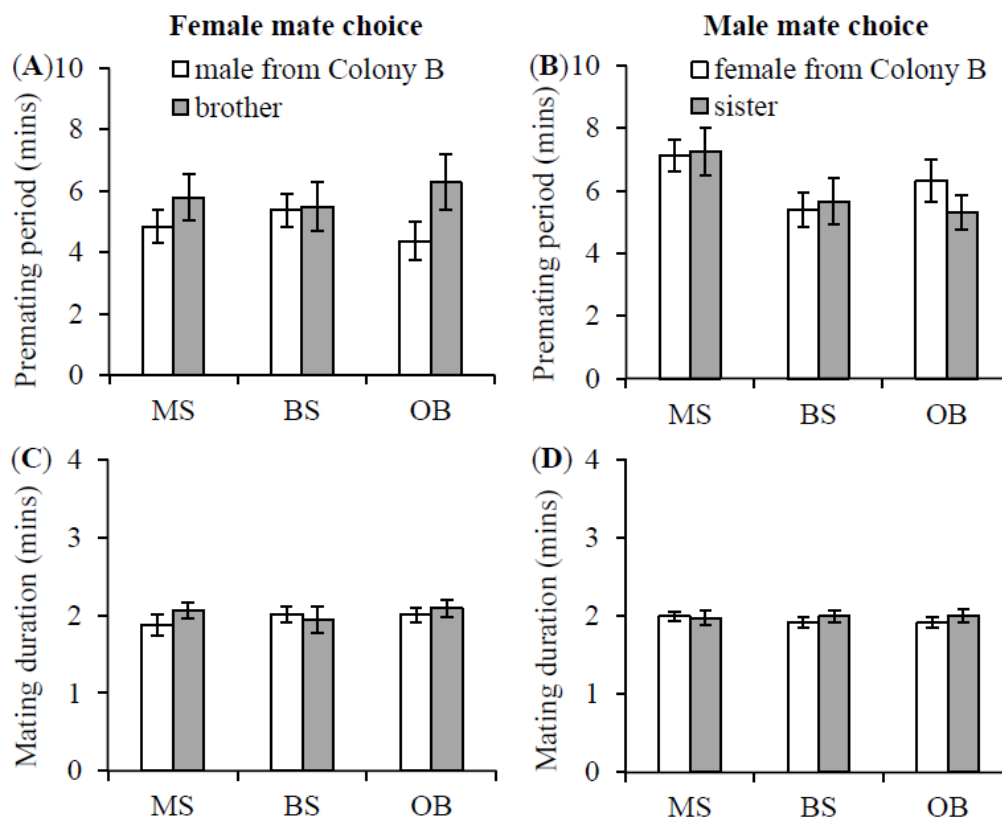 Female mate choice
Male mate choice
(A)
male from Colony B
brother
Premating period (mins)
10
8
6
4
2
0
MS BS OB
(B)
female from Colony B
sister
Premating period (mins)
10
8
6
4
2
0
MS BS OB
(C)
Mating duration (mins)
4
3
2
1
0
MS BS OB
(D)
Mating duration (mins)
4
3
2
1
0
MS BS OB